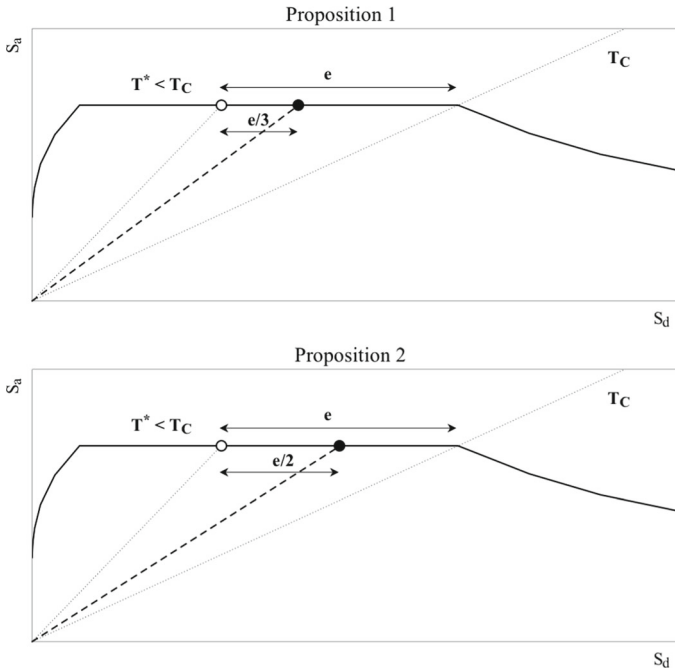 Proposition 1
Sa
T* < TC
e
TC
e/3
Sd
Proposition 2
Sa
T* < TC
e
TC
e/2
Sd